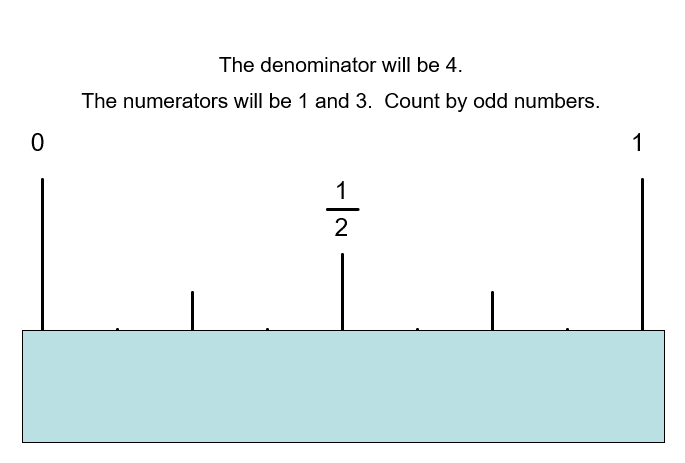 The denominator will be 4.
The numerators will be 1 and 3.  Count by odd numbers.
0
1
1
2